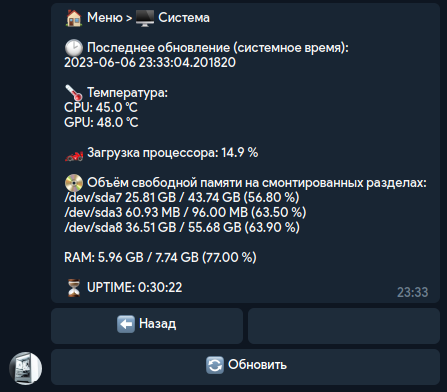 Меню > Система
Последнее обновление (системное время):
2023-06-06 23:33:04.201820
Температура:
CPU: 45.0 °C
GPU: 48.0 °C
Загрузка процессора: 14.9 %
Объём свободной памяти на смонтированных разделах:
/dev/sda7 25.81 GB / 43.74 GB (56.80 %)
/dev/sda3 60.93 MB / 96.00 MB (63.50 %)
/dev/sda8 36.51 GB / 55.68 GB (63.90 %)
RAM: 5.96 GB / 7.74 GB (77.00 %)
UPTIME: 0:30:22
23:33
Назад
Обновить